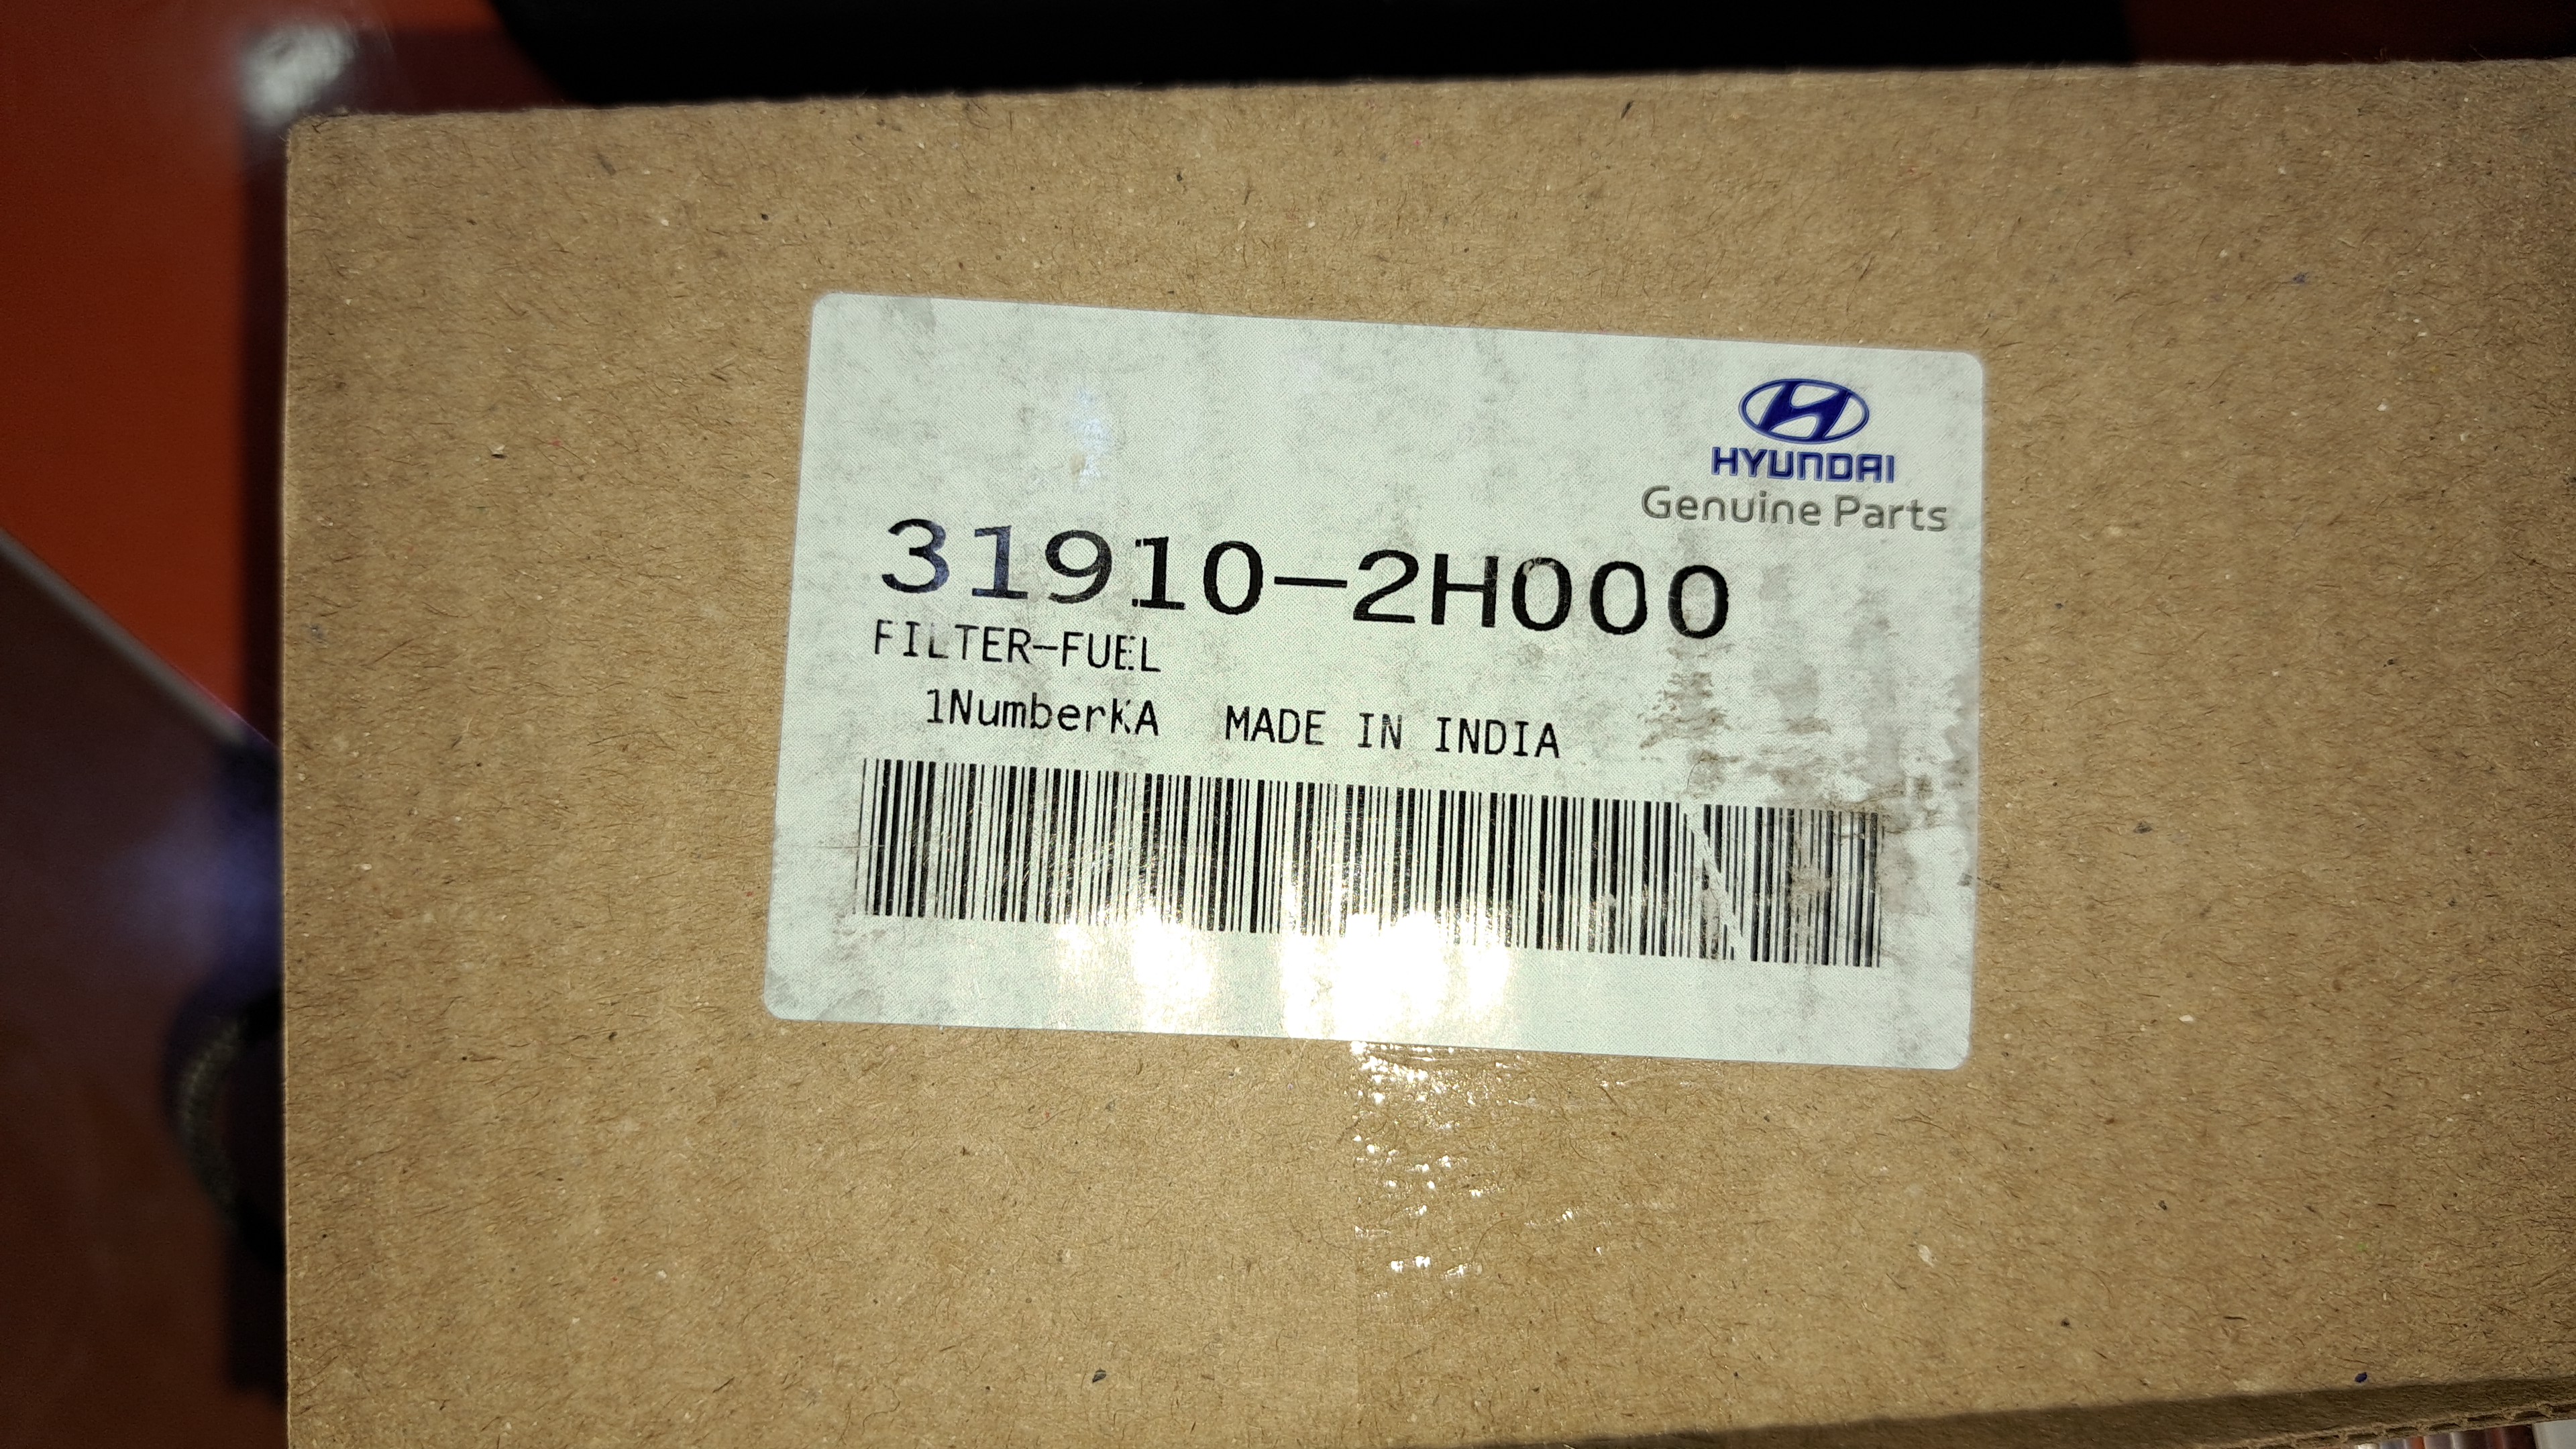 HYUNDAI
Genuine Parts
31910-2H000
FILTER-FUEL
1NumberKA MADE IN INDIA